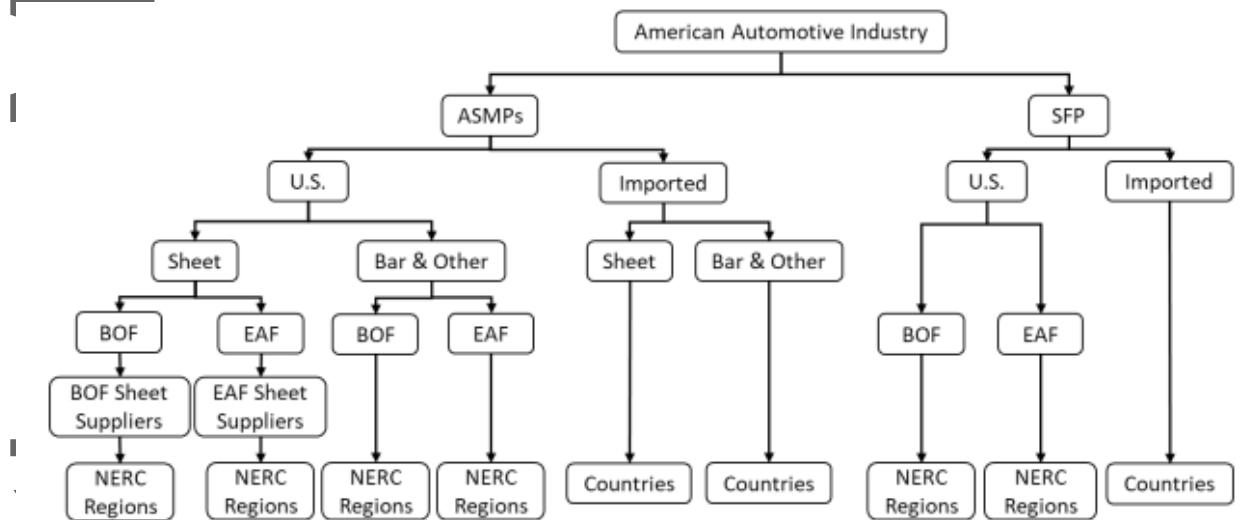 American Automotive Industry
ASMPs
SFP
U.S.
Imported
U.S.
Imported
Sheet
Bar & Other
Sheet
Bar & Other
BOF
EAF
BOF
EAF
BOF
EAF
BOF Sheet
Suppliers
EAF Sheet
Suppliers
NERC
Regions
NERC
Regions
NERC
Regions
NERC
Regions
Countries
Countries
NERC
Regions
NERC
Regions
Countries